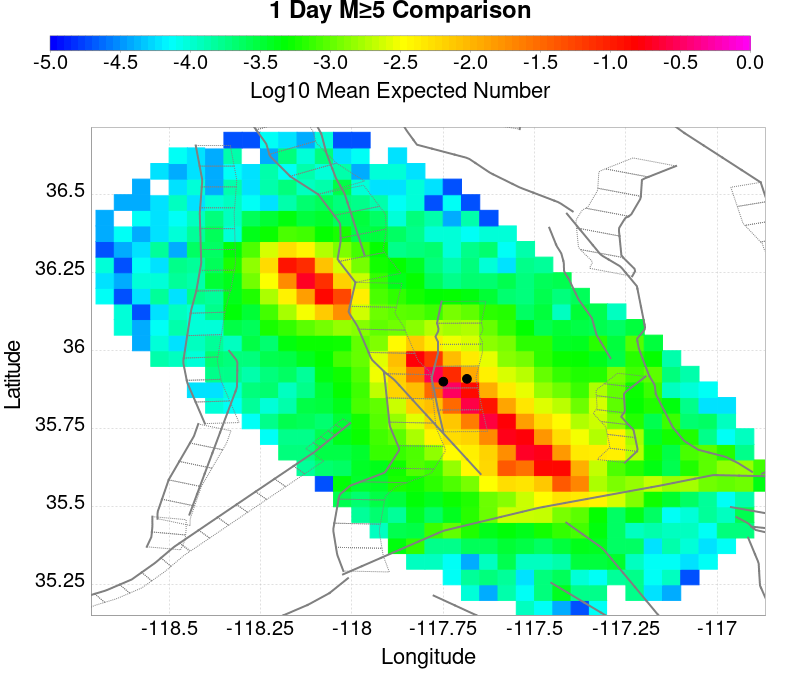 1 Day M≥5 Comparison
-5.0 -4.5 -4.0 -3.5 -3.0 -2.5 -2.0 -1.5 -1.0 -0.5 0.0
Log10 Mean Expected Number
36.5
36.25
36
35.75
35.5
35.25
Latitude
-118.5 -118.25 -118 -117.75 -117.5 -117.25 -117
Longitude